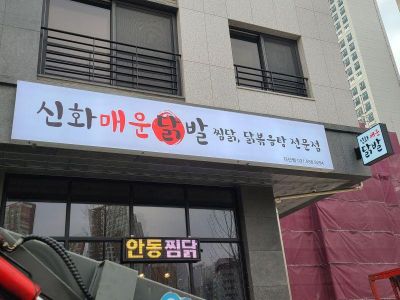 신화매운닭발 찜닭, 닭볶음탕 전문점
신화 매운
닭발
안동찜닭